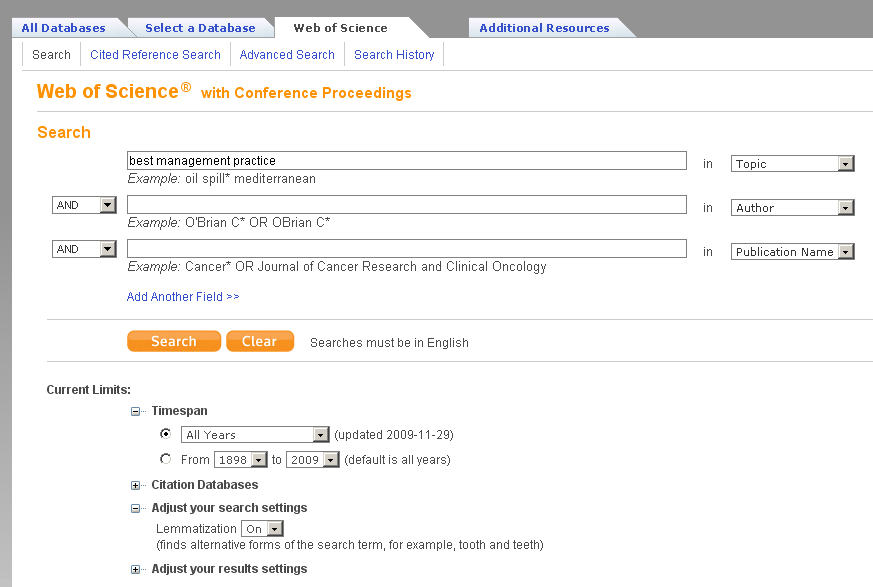 All Databases Select a Database Web of Science Additional Resources
Search Cited Reference Search Advanced Search Search History
Web of Science® with Conference Proceedings
Search
best management practice in Topic
Example: oil spill* mediterranean
AND in Author
Example: O'Brian C* OR OBrian C*
AND in Publication Name
Example: Cancer* OR Journal of Cancer Research and Clinical Oncology
Add Another Field >>
Search Clear Searches must be in English
Current Limits:
Timespan
All Years (updated 2009-11-29)
From 1898 to 2009 (default is all years)
Citation Databases
Adjust your search settings
Lemmatization On
(finds alternative forms of the search term, for example, tooth and teeth)
Adjust your results settings